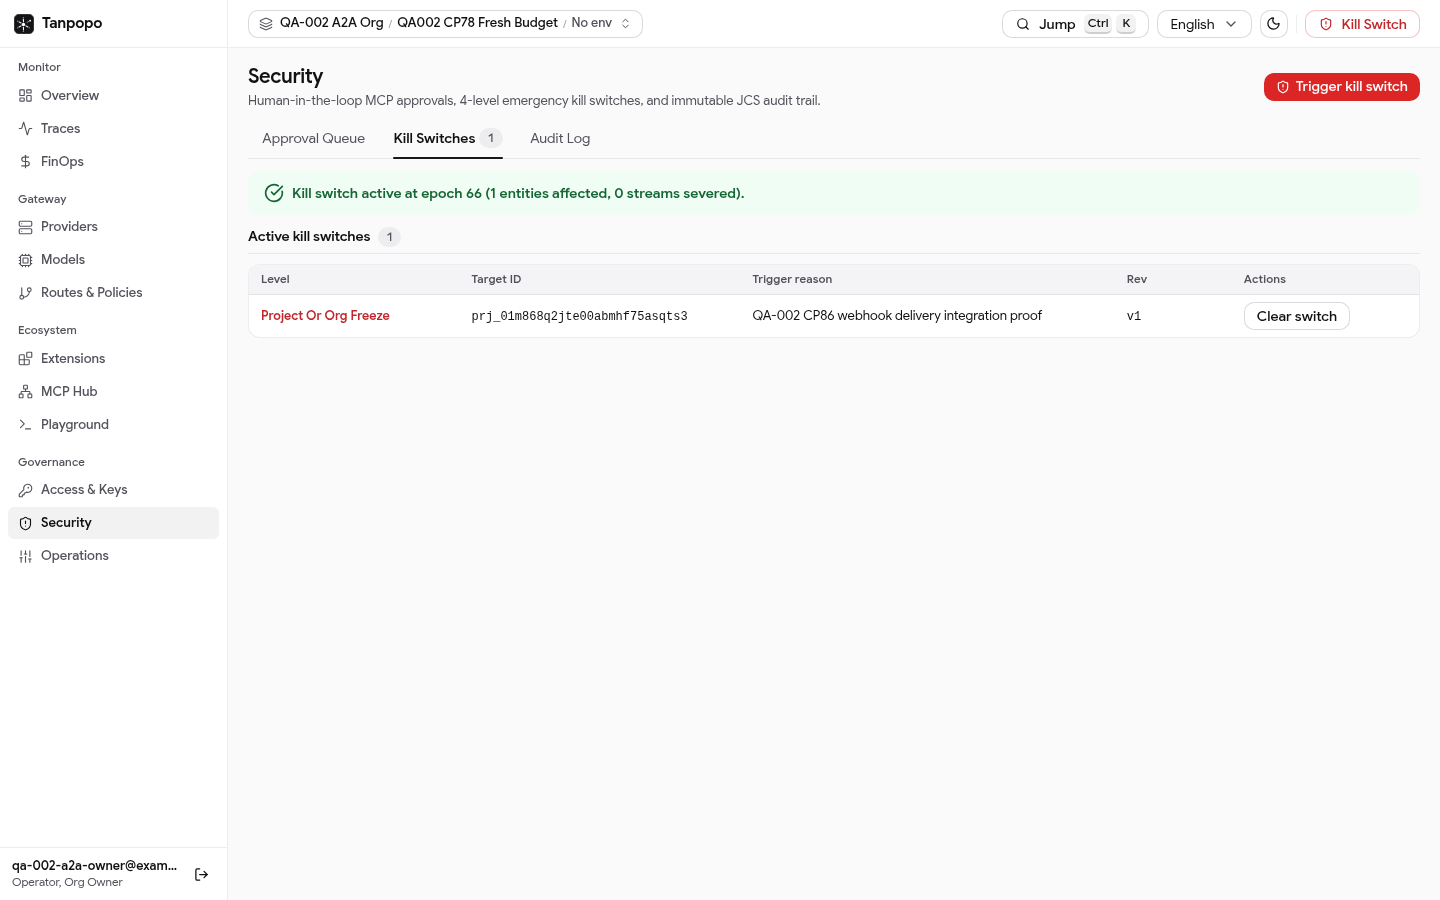 Tanpopo
QA-002 A2A Org / QA002 CP78 Fresh Budget / No env
Jump Ctrl K
English
Kill Switch
Monitor
Overview
Traces
FinOps
Gateway
Providers
Models
Routes & Policies
Ecosystem
Extensions
MCP Hub
Playground
Governance
Access & Keys
Security
Operations
qa-002-a2a-owner@exam...
Operator, Org Owner
Security
Human-in-the-loop MCP approvals, 4-level emergency kill switches, and immutable JCS audit trail.
Trigger kill switch
Approval Queue Kill Switches 1 Audit Log
Kill switch active at epoch 66 (1 entities affected, 0 streams severed).
Active kill switches 1
Level Target ID Trigger reason Rev Actions
Project Or Org Freeze prj_01m868q2jte00abmhf75asqts3 QA-002 CP86 webhook delivery integration proof v1 Clear switch